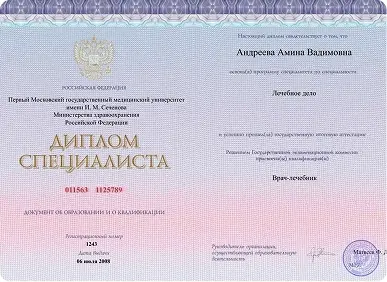 РОССИЙСКАЯ ФЕДЕРАЦИЯ
Первый Московский государственный медицинский университет
имени И. М. Сеченова
Министерства здравоохранения
Российской Федерации
ДИПЛОМ
СПЕЦИАЛИСТА
011563 1125789
ДОКУМЕНТ ОБ ОБРАЗОВАНИИ И О КВАЛИФИКАЦИИ
Регистрационный номер
1243
Дата выдачи
06 июля 2008
Настоящий диплом свидетельствует о том, что
Андреева Амина Вадимовна
освоил(а) программу специалитета по специальности
Лечебное дело
и успешно прошел(а) государственную итоговую аттестацию
Решением Государственной экзаменационной комиссии
присвоена(ы) квалификация(и)
Врач-лечебник
Руководитель организации,
осуществляющей образовательную
деятельность
Матвеев Ф. Д.